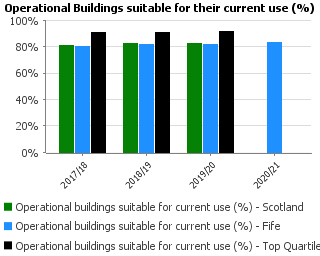 Operational Buildings suitable for their current use (%)
100%
80%
60%
40%
20%
0%
2017/18
2018/19
2019/20
2020/21
Operational buildings suitable for current use (%) - Scotland
Operational buildings suitable for current use (%) - Fife
Operational buildings suitable for current use (%) - Top Quartile